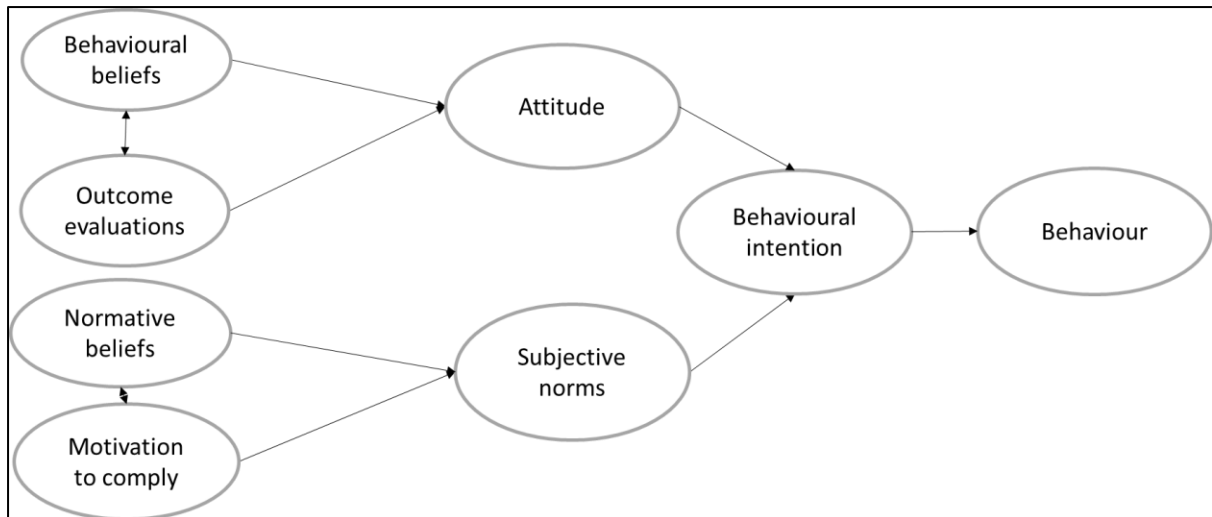 Behavioural
beliefs
Outcome
evaluations
Normative
beliefs
Motivation
to comply
Attitude
Subjective
norms
Behavioural
intention
Behaviour